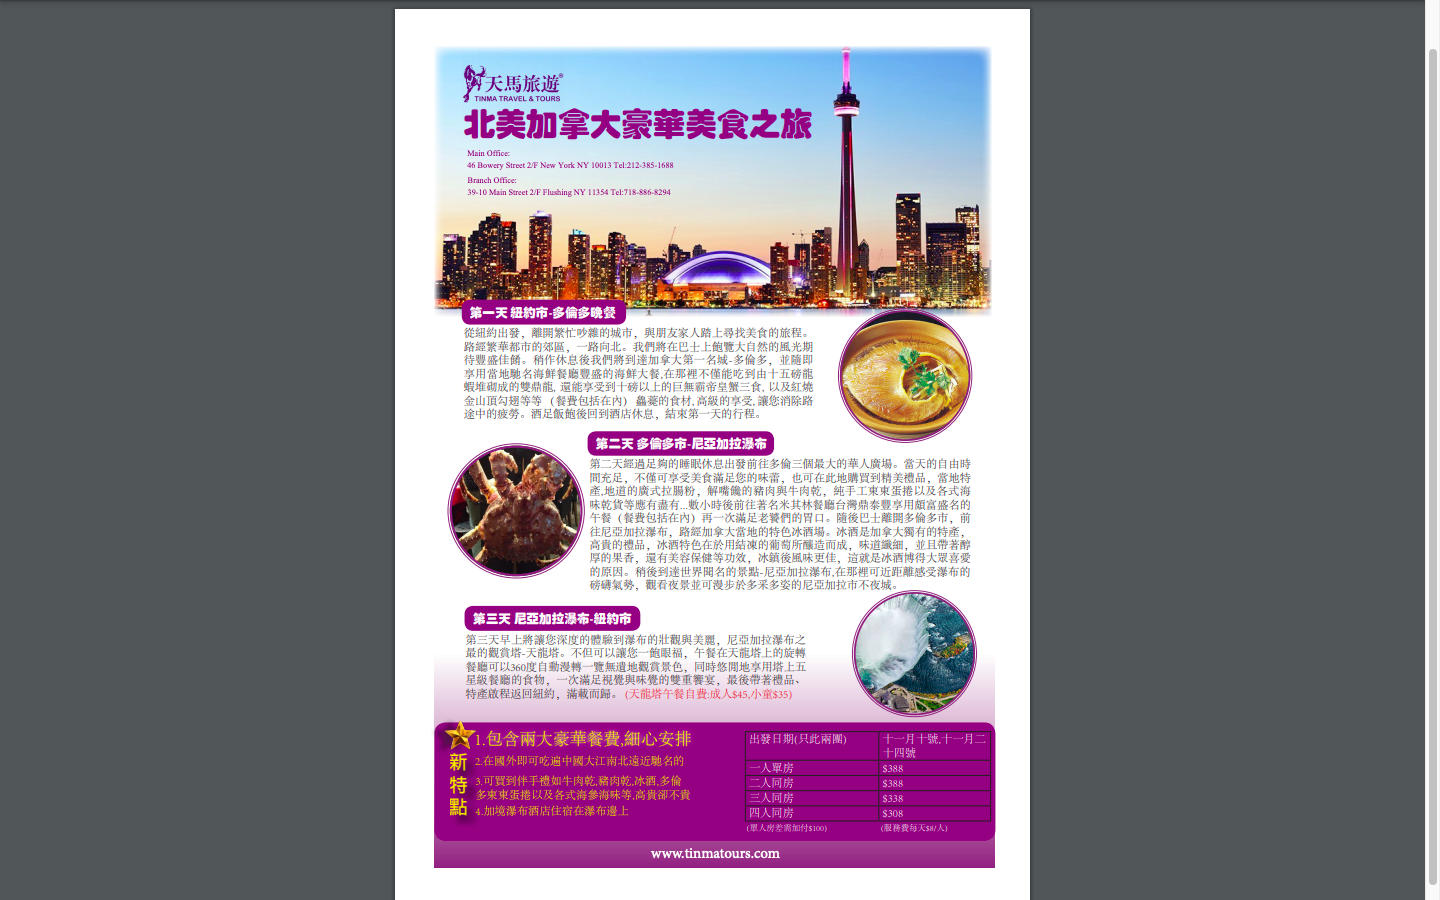 天馬旅遊®
TINMA TRAVEL & TOURS
北美加拿大豪華美食之旅
Main Office:
46 Bowery Street 2/F New York NY 10013 Tel:212-385-1688
Branch Office:
39-10 Main Street 2/F Flushing NY 11354 Tel:718-886-8294
第一天 紐約市-多倫多晚餐
從紐約出發，離開繁忙吵雜的城市，與朋友家人踏上尋找美食的旅程。
路經繁華都市的郊區，一路向北。我們將在巴士上飽覽大自然的風光期
待豐盛佳餚。稍作休息後我們將到達加拿大第一名城-多倫多，並隨即
享用當地馳名海鮮餐廳豐盛的海鮮大餐,在那裡不僅能吃到由十五磅龍
蝦堆砌成的雙鼎龍, 還能享受到十磅以上的巨無霸帝皇蟹三食, 以及紅燒
金山頂勾翅等等 （餐費包括在內）鱻薧的食材,高級的享受,讓您消除路
途中的疲勞。酒足飯飽後回到酒店休息，結束第一天的行程。
第二天 多倫多市-尼亞加拉瀑布
第二天經過足夠的睡眠休息出發前往多倫三個最大的華人廣場。當天的自由時
間充足，不僅可享受美食滿足您的味蕾，也可在此地購買到精美禮品，當地特
產,地道的廣式拉腸粉，解嘴饞的豬肉與牛肉乾，純手工東東蛋捲以及各式海
味乾貨等應有盡有...數小時後前往著名米其林餐廳台灣鼎泰豐享用頗富盛名的
午餐（餐費包括在內）再一次滿足老饕們的胃口。隨後巴士離開多倫多市，前
往尼亞加拉瀑布，路經加拿大當地的特色冰酒場。冰酒是加拿大獨有的特產，
高貴的禮品，冰酒特色在於用結凍的葡萄所釀造而成，味道纖細，並且帶著醇
厚的果香，還有美容保健等功效，冰鎮後風味更佳，這就是冰酒博得大眾喜愛
的原因。稍後到達世界聞名的景點-尼亞加拉瀑布,在那裡可近距離感受瀑布的
磅礡氣勢，觀看夜景並可漫步於多釆多姿的尼亞加拉市不夜城。
第三天 尼亞加拉瀑布-紐約市
第三天早上將讓您深度的體驗到瀑布的壯觀與美麗，尼亞加拉瀑布之
最的觀賞塔-天龍塔。不但可以讓您一飽眼福，午餐在天龍塔上的旋轉
餐廳可以360度自動漫轉一覽無遺地觀賞景色，同時悠閒地享用塔上五
星級餐廳的食物，一次滿足視覺與味覺的雙重饗宴，最後帶著禮品、
特產啟程返回紐約，滿載而歸。(天龍塔午餐自費:成人$45,小童$35)
新特點
1.包含兩大豪華餐費,細心安排
2.在國外即可吃遍中國大江南北遠近馳名的
3.可買到伴手禮如牛肉乾,豬肉乾,冰酒,多倫
多東東蛋捲以及各式海參海味等,高貴卻不貴
4.加境瀑布酒店住宿在瀑布邊上
出發日期(只此兩團) 十一月十號,十一月二
十四號
一人單房 $388
二人同房 $388
三人同房 $338
四人同房 $308
(單人房差需加付$100) (服務費每天$8/人)
www.tinmatours.com